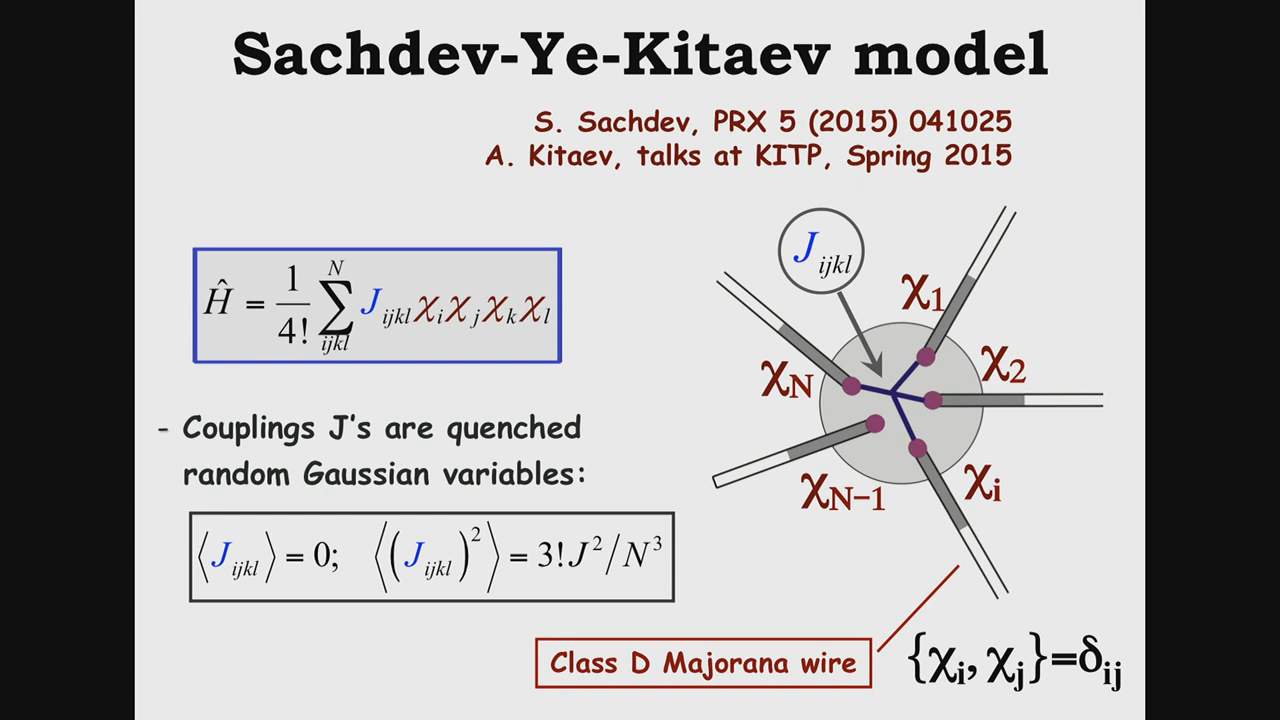 Sachdev-Ye-Kitaev model
S. Sachdev, PRX 5 (2015) 041025
A. Kitaev, talks at KITP, Spring 2015
Ĥ = 1/4! ∑_{ijkl}^{N} J_{ijkl} χ_i χ_j χ_k χ_l
J_{ijkl}
χ_1
χ_2
χ_N
χ_{N−1}
χ_i
- Couplings J's are quenched
random Gaussian variables:
⟨J_{ijkl}⟩ = 0; ⟨(J_{ijkl})^2⟩ = 3!J^2/N^3
Class D Majorana wire
{χ_i, χ_j}=δ_{ij}